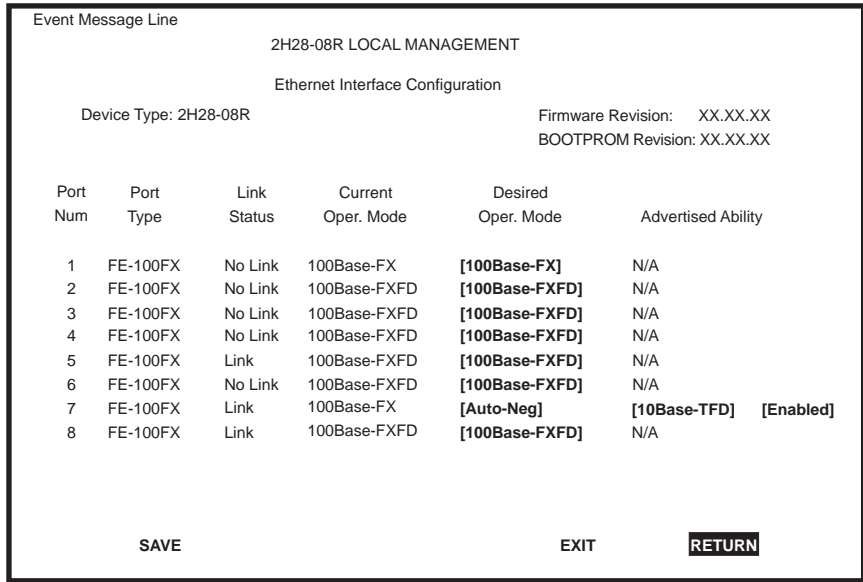 Event Message Line
2H28-08R LOCAL MANAGEMENT
Ethernet Interface Configuration
Device Type: 2H28-08R Firmware Revision: XX.XX.XX
BOOTPROM Revision: XX.XX.XX
Port Port Link Current Desired
Num Type Status Oper. Mode Oper. Mode Advertised Ability
1 FE-100FX No Link 100Base-FX [100Base-FX] N/A
2 FE-100FX No Link 100Base-FXFD [100Base-FXFD] N/A
3 FE-100FX No Link 100Base-FXFD [100Base-FXFD] N/A
4 FE-100FX No Link 100Base-FXFD [100Base-FXFD] N/A
5 FE-100FX Link 100Base-FXFD [100Base-FXFD] N/A
6 FE-100FX No Link 100Base-FXFD [100Base-FXFD] N/A
7 FE-100FX Link 100Base-FX [Auto-Neg] [10Base-TFD] [Enabled]
8 FE-100FX Link 100Base-FXFD [100Base-FXFD] N/A
SAVE EXIT RETURN